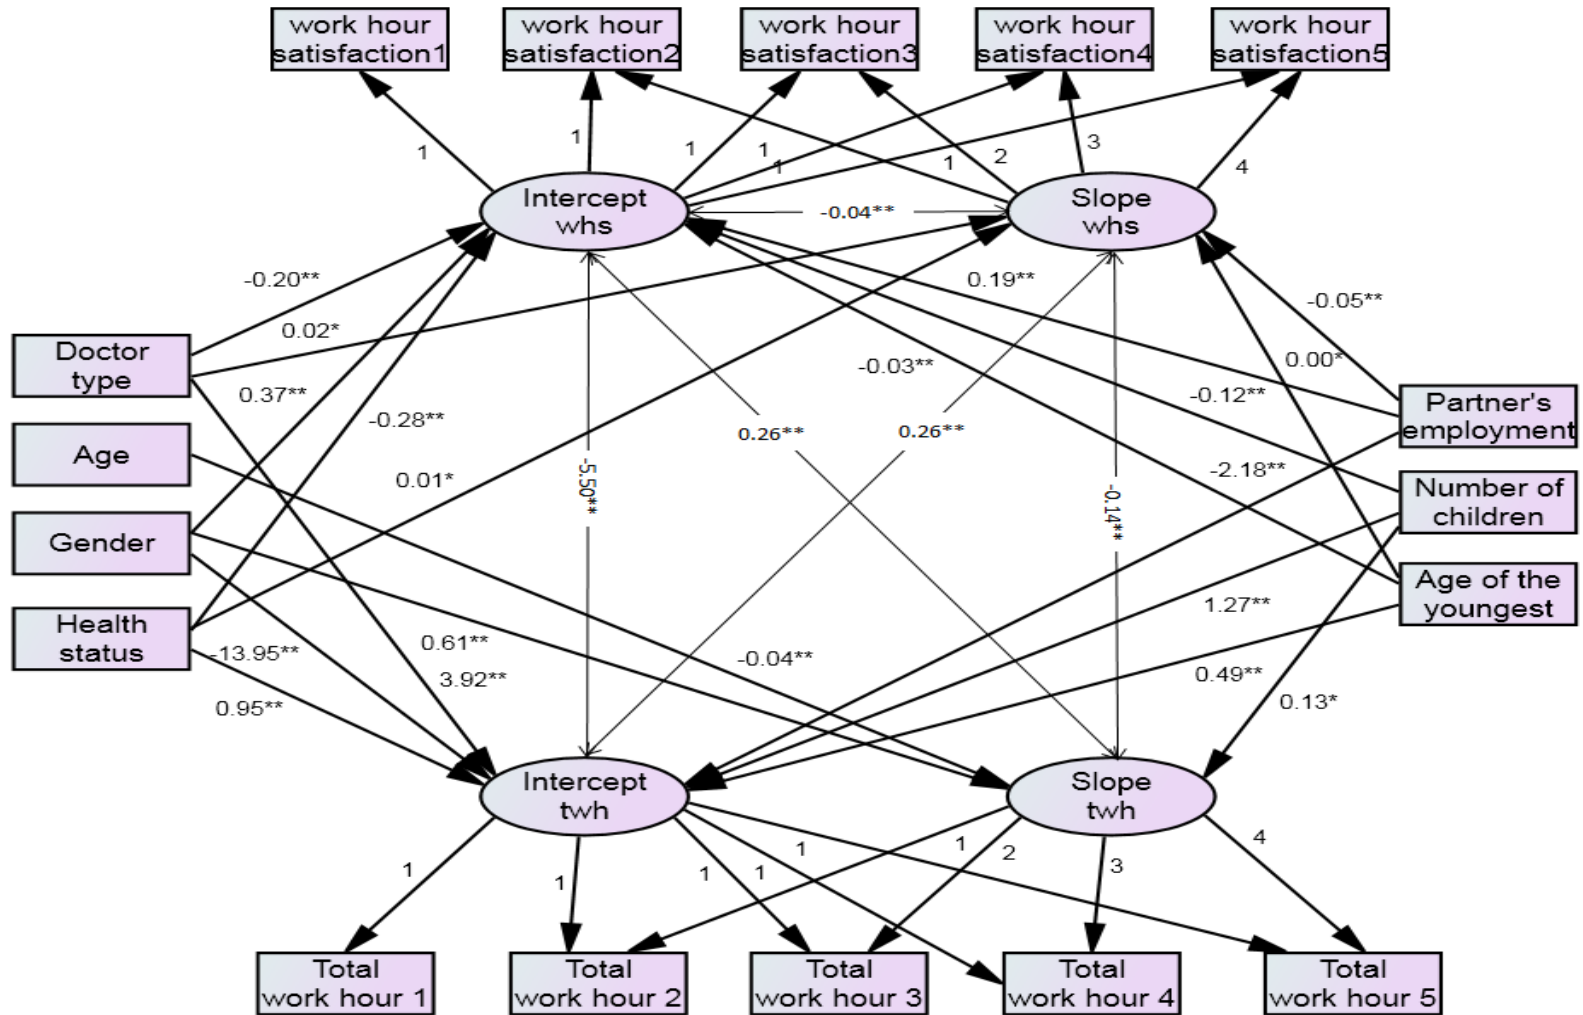 work hour
satisfaction1
work hour
satisfaction2
work hour
satisfaction3
work hour
satisfaction4
work hour
satisfaction5
1
1
1
1
1
1
2
3
4
Intercept
whs
-0.04**
Slope
whs
-0.20**
0.19**
-0.05**
0.02*
Doctor
type
0.00*
-0.03**
0.37**
-0.12**
Partner's
employment
-0.28**
0.26**
0.26**
Age
0.01*
-5.50**
-0.14**
-2.18**
Number of
children
Gender
Age of the
youngest
Health
status
1.27**
-13.95**
0.61**
3.92**
-0.04**
0.49**
0.95**
0.13*
Intercept
twh
Slope
twh
1
1
1
1
1
1
2
3
4
Total
work hour 1
Total
work hour 2
Total
work hour 3
Total
work hour 4
Total
work hour 5